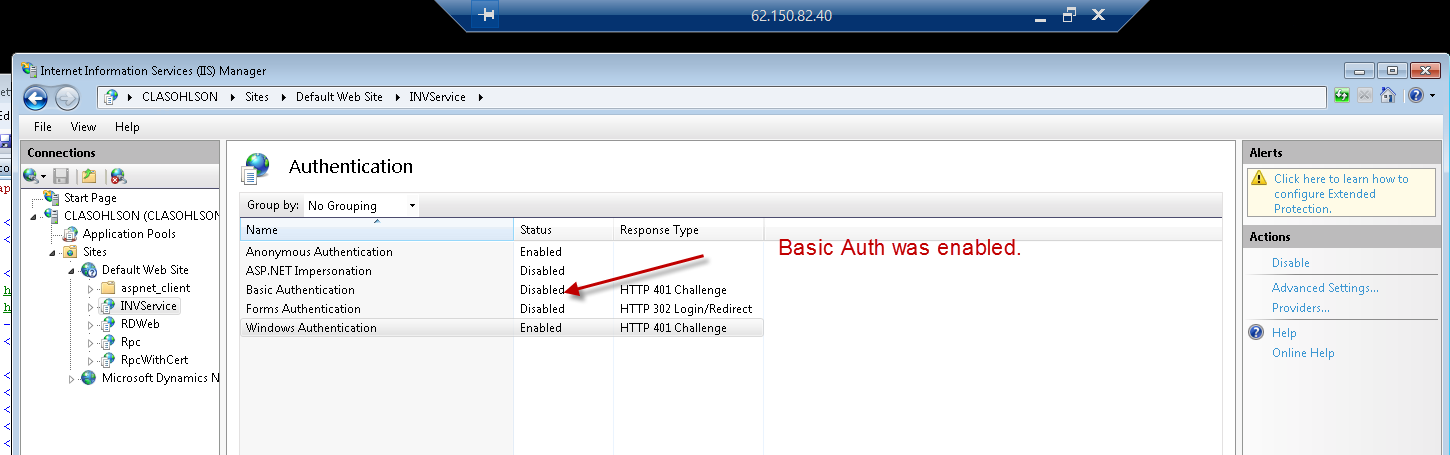 62.150.82.40
Internet Information Services (IIS) Manager
CLASOHLSON Sites Default Web Site INVService
File View Help
Connections
Start Page
CLASOHLSON (CLASOHLSON
Application Pools
Sites
Default Web Site
aspnet_client
INVService
RDWeb
Rpc
RpcWithCert
Microsoft Dynamics N
Authentication
Group by: No Grouping
Name Status Response Type
Anonymous Authentication Enabled
ASP.NET Impersonation Disabled
Basic Authentication Disabled HTTP 401 Challenge
Forms Authentication Disabled HTTP 302 Login/Redirect
Windows Authentication Enabled HTTP 401 Challenge
Basic Auth was enabled.
Alerts
Click here to learn how to
configure Extended
Protection.
Actions
Disable
Advanced Settings...
Providers...
Help
Online Help